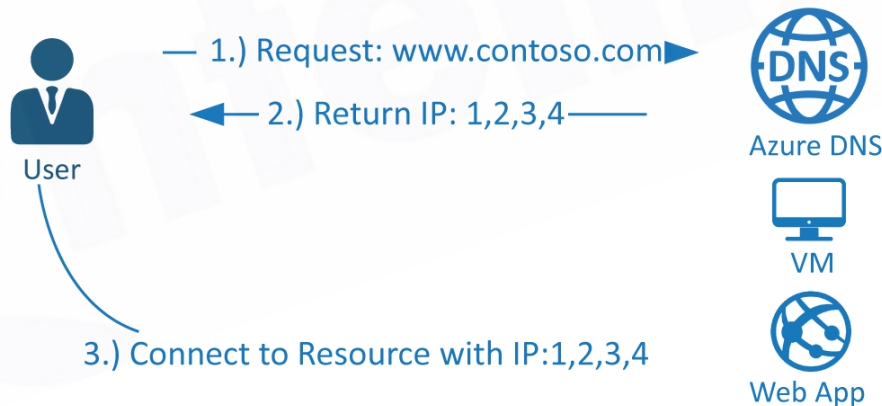 1.) Request: www.contoso.com
DNS
2.) Return IP: 1,2,3,4
Azure DNS
User
VM
3.) Connect to Resource with IP:1,2,3,4
Web App